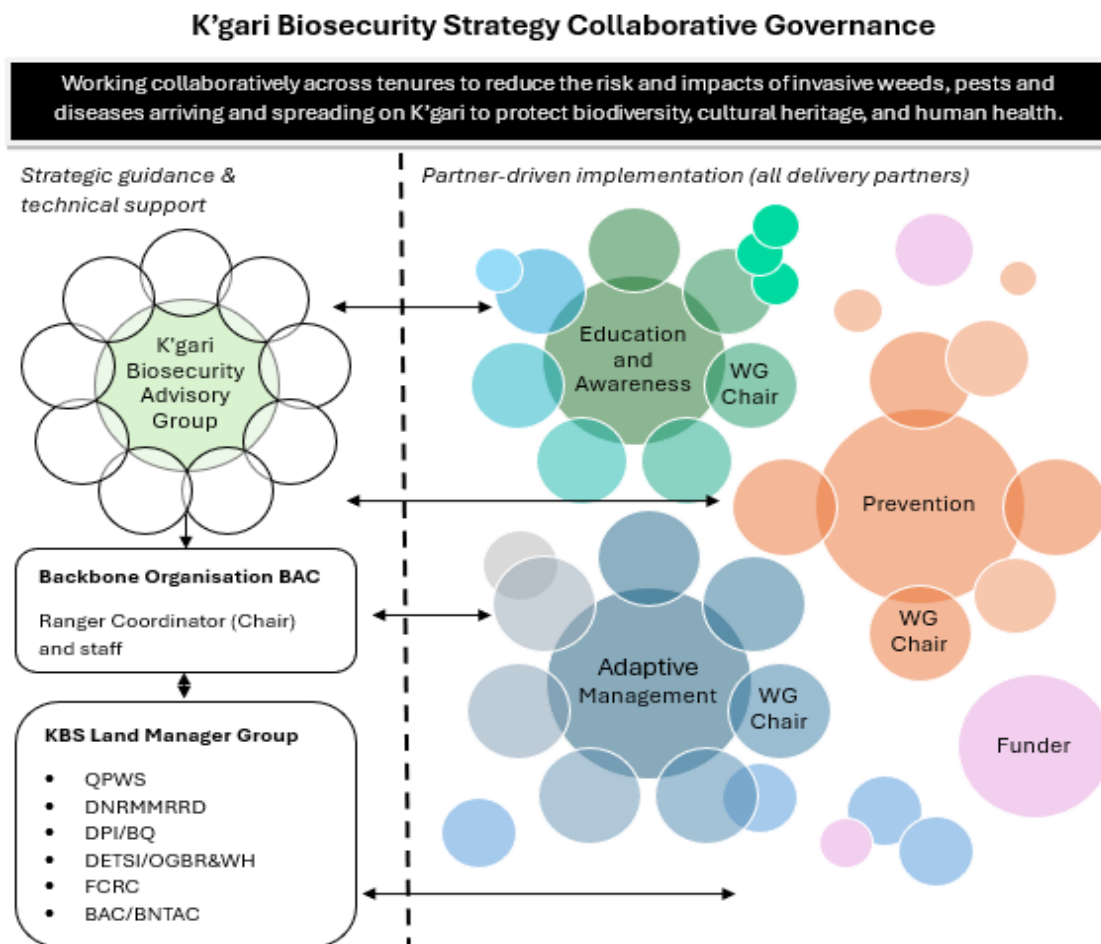 K'gari Biosecurity Strategy Collaborative Governance
Working collaboratively across tenures to reduce the risk and impacts of invasive weeds, pests and
diseases arriving and spreading on K'gari to protect biodiversity, cultural heritage, and human health.
Strategic guidance &
technical support
Partner-driven implementation (all delivery partners)
K'gari
Biosecurity
Advisory
Group
Backbone Organisation BAC
Ranger Coordinator (Chair)
and staff
KBS Land Manager Group
• QPWS
• DNRMMRRD
• DPI/BQ
• DETSI/OGBR&WH
• FCRC
• BAC/BNTAC
Education
and
Awareness
WG
Chair
Prevention
WG
Chair
Adaptive
Management
WG
Chair
Funder